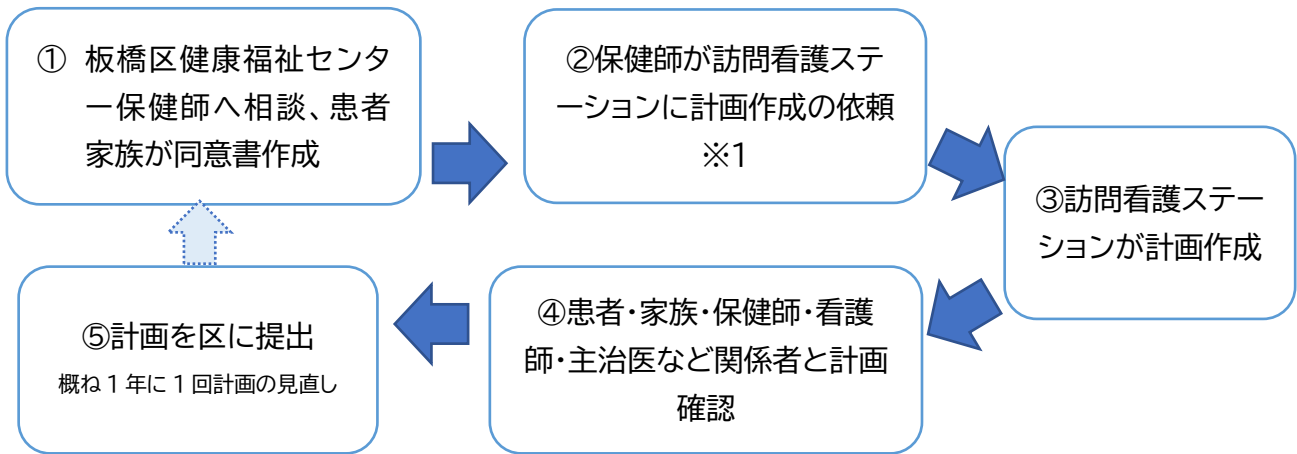 ① 板橋区健康福祉センタ
ー保健師へ相談、患者
家族が同意書作成
②保健師が訪問看護ステ
ーションに計画作成の依頼
※1
③訪問看護ステー
ションが計画作成
④患者・家族・保健師・看護
師・主治医など関係者と計画
確認
⑤計画を区に提出
概ね1年に1回計画の見直し